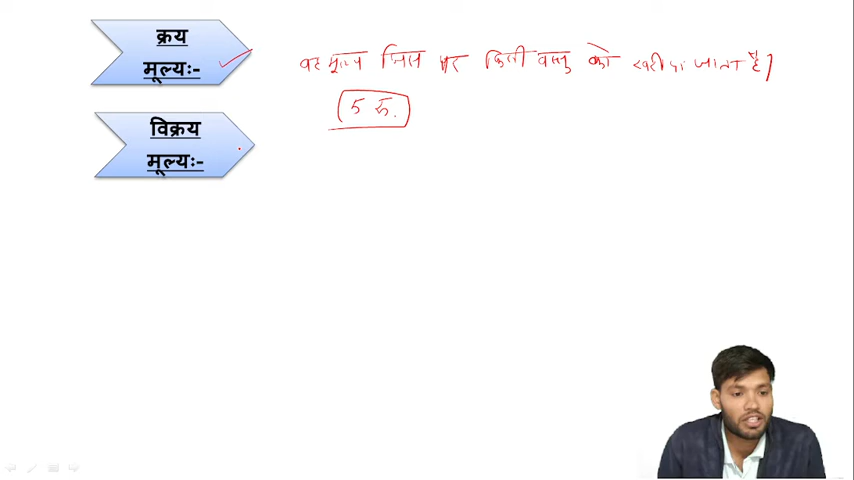 क्रय
मूल्यः-
वह मूल्य जिस पर किसी वस्तु को खरीदा जाता है।
5 रु.
विक्रय
मूल्यः-